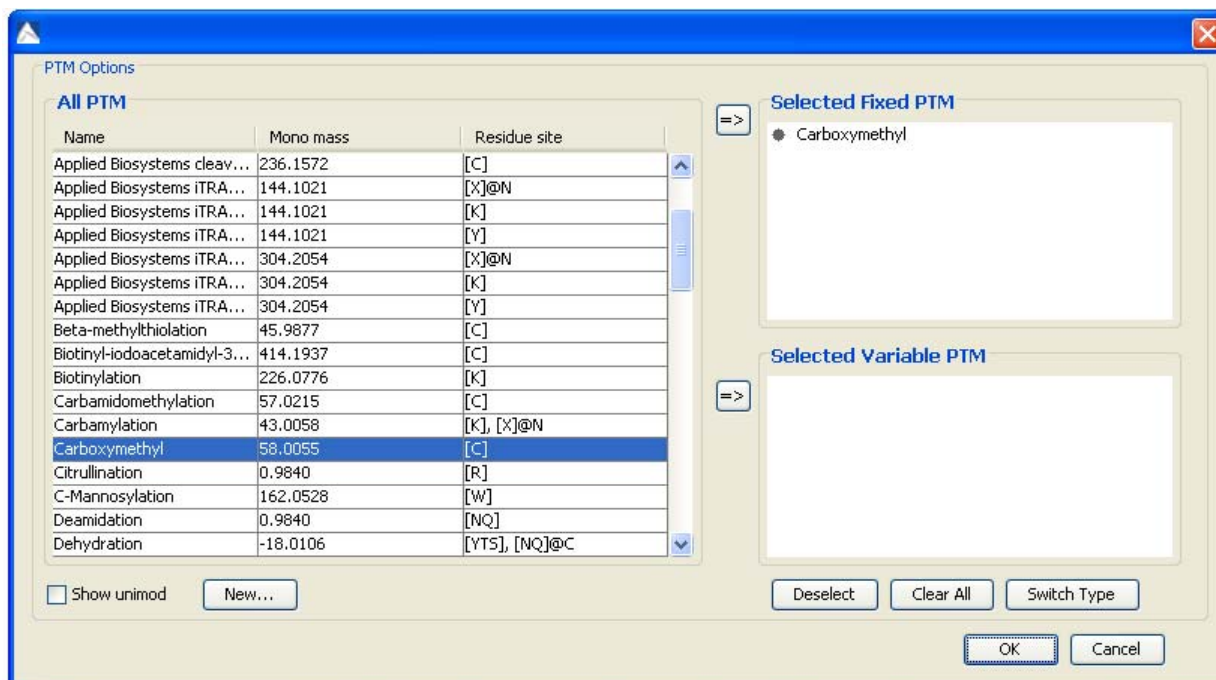 PTM Options
All PTM
Name Mono mass Residue site
Applied Biosystems cleav... 236.1572 [C]
Applied Biosystems iTRA... 144.1021 [X]@N
Applied Biosystems iTRA... 144.1021 [K]
Applied Biosystems iTRA... 144.1021 [Y]
Applied Biosystems iTRA... 304.2054 [X]@N
Applied Biosystems iTRA... 304.2054 [K]
Applied Biosystems iTRA... 304.2054 [Y]
Beta-methylthiolation 45.9877 [C]
Biotinyl-iodoacetamidyl-3... 414.1937 [C]
Biotinylation 226.0776 [K]
Carbamidomethylation 57.0215 [C]
Carbamylation 43.0058 [K], [X]@N
Carboxymethyl 58.0055 [C]
Citrullination 0.9840 [R]
C-Mannosylation 162.0528 [W]
Deamidation 0.9840 [NQ]
Dehydration -18.0106 [YTS], [NQ]@C
Show unimod New...
=>
Selected Fixed PTM
Carboxymethyl
=>
Selected Variable PTM
Deselect Clear All Switch Type
OK Cancel